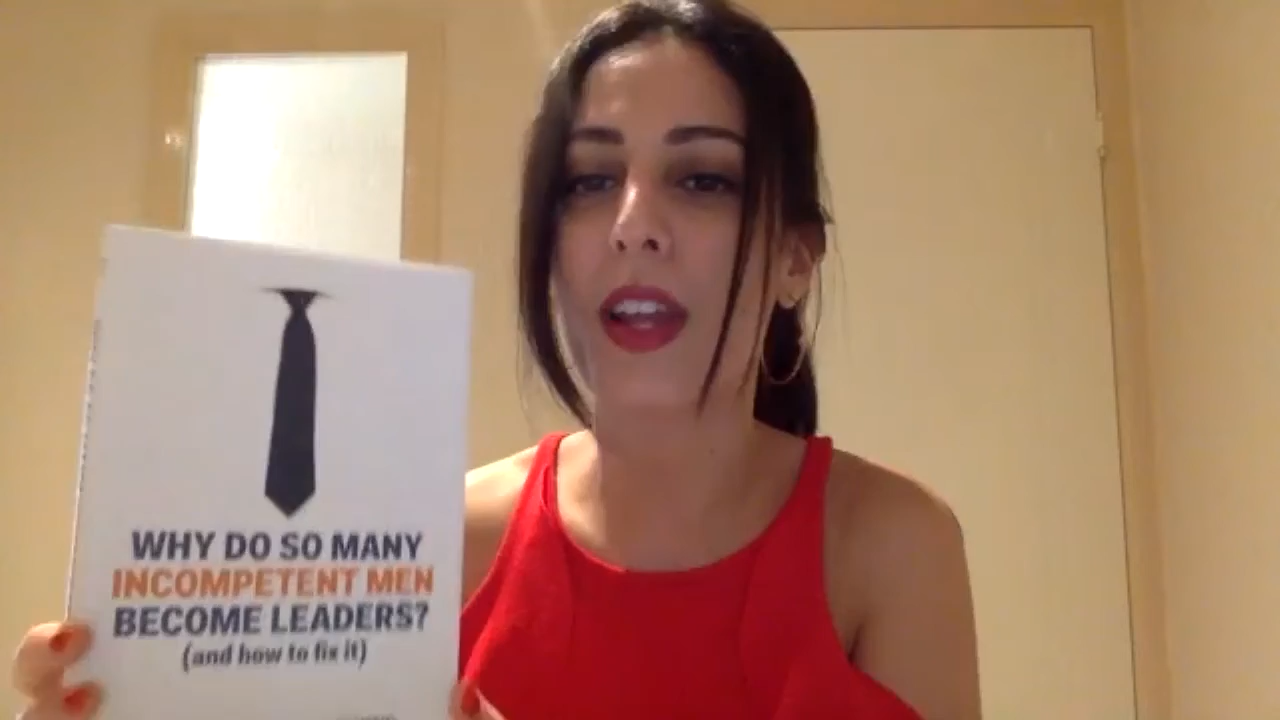 WHY DO SO MANY
INCOMPETENT MEN
BECOME LEADERS?
(and how to fix it)